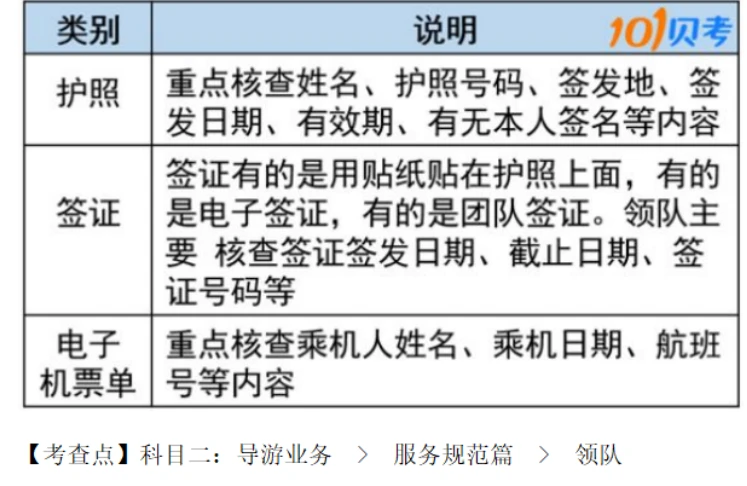 类别
说明
101贝考
护照
重点核查姓名、护照号码、签发地、签
发日期、有效期、有无本人签名等内容
签证
签证有的是用贴纸贴在护照上面，有的
是电子签证，有的是团队签证。领队主
要 核查签证签发日期、截止日期、签
证号码等
电子
机票单
重点核查乘机人姓名、乘机日期、航班
号等内容
【考查点】科目二：导游业务 > 服务规范篇 > 领队